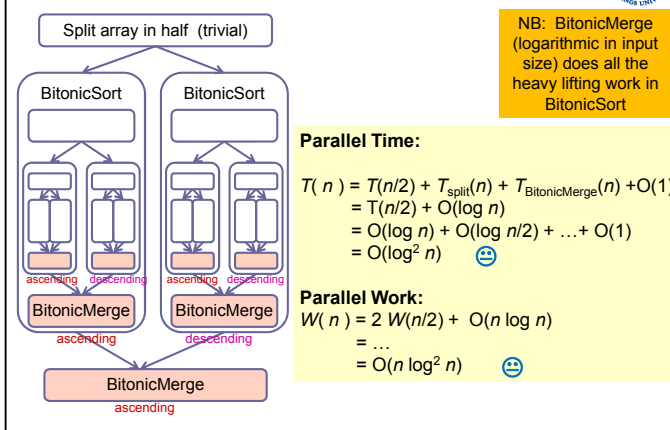 NGS UNIV
Split array in half (trivial)
NB: BitonicMerge
(logarithmic in input
size) does all the
heavy lifting work in
BitonicSort
BitonicSort
BitonicSort
Parallel Time:
T( n ) = T(n/2) + Tsplit(n) + TBitonicMerge(n) +O(1)
= T(n/2) + O(log n)
= O(log n) + O(log n/2) + …+ O(1)
= O(log² n)
ascending
descending
ascending
descending
BitonicMerge
BitonicMerge
ascending
descending
Parallel Work:
W( n ) = 2 W(n/2) + O(n log n)
= …
= O(n log² n)
BitonicMerge
ascending